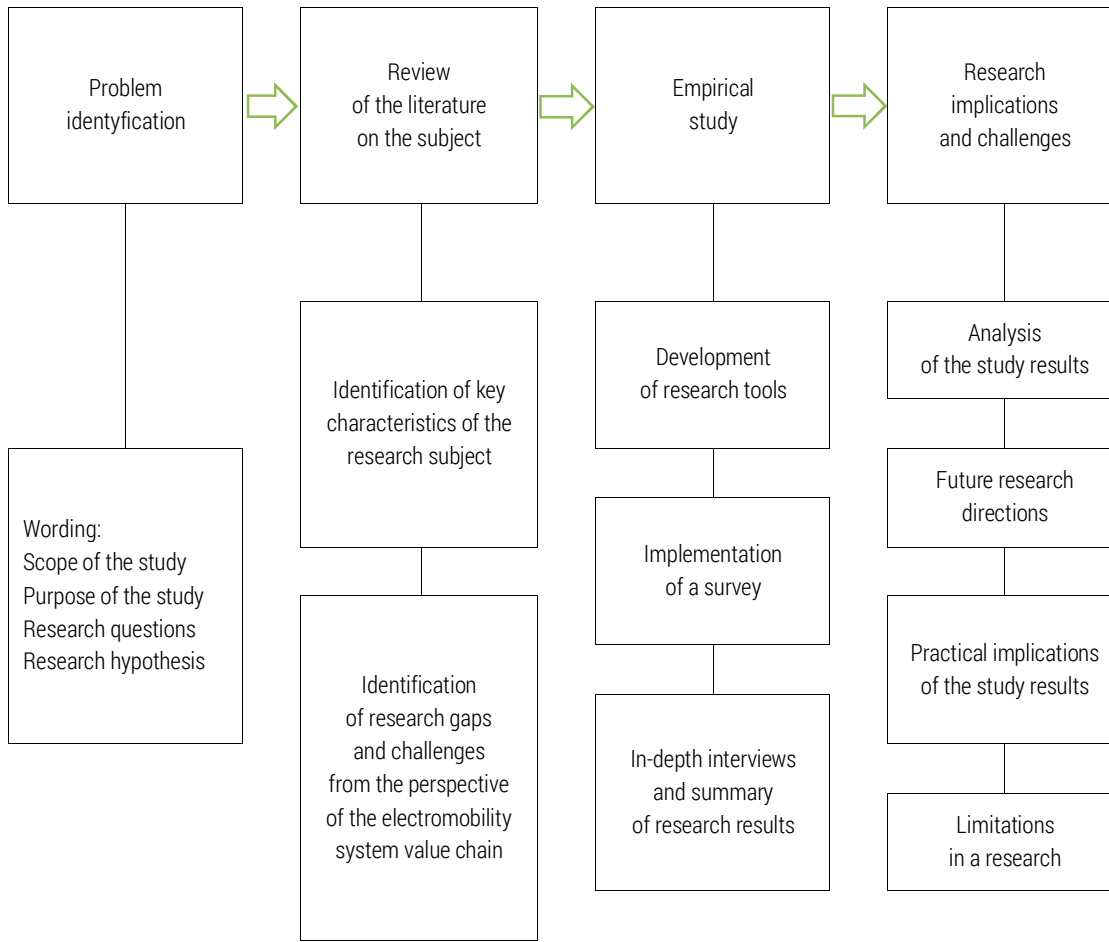 Problem
identyfication
Review
of the literature
on the subject
Empirical
study
Research
implications
and challenges
Wording:
Scope of the study
Purpose of the study
Research questions
Research hypothesis
Identification of key
characteristics of the
research subject
Identification
of research gaps
and challenges
from the perspective
of the electromobility
system value chain
Development
of research tools
Implementation
of a survey
In-depth interviews
and summary
of research results
Analysis
of the study results
Future research
directions
Practical implications
of the study results
Limitations
in a research